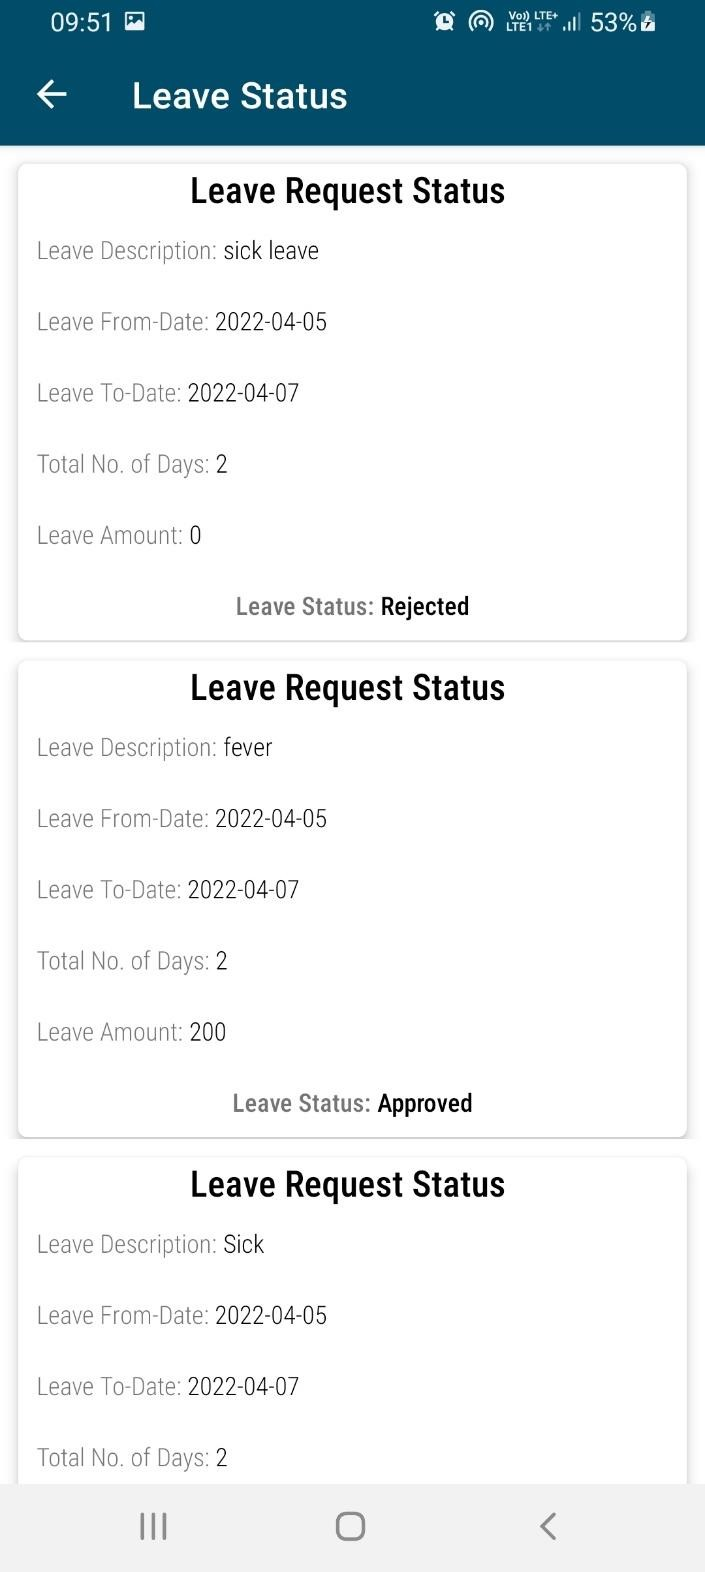 09:51 Vo)) LTE+ LTE1 53%
Leave Status
Leave Request Status
Leave Description: sick leave
Leave From-Date: 2022-04-05
Leave To-Date: 2022-04-07
Total No. of Days: 2
Leave Amount: 0
Leave Status: Rejected
Leave Request Status
Leave Description: fever
Leave From-Date: 2022-04-05
Leave To-Date: 2022-04-07
Total No. of Days: 2
Leave Amount: 200
Leave Status: Approved
Leave Request Status
Leave Description: Sick
Leave From-Date: 2022-04-05
Leave To-Date: 2022-04-07
Total No. of Days: 2